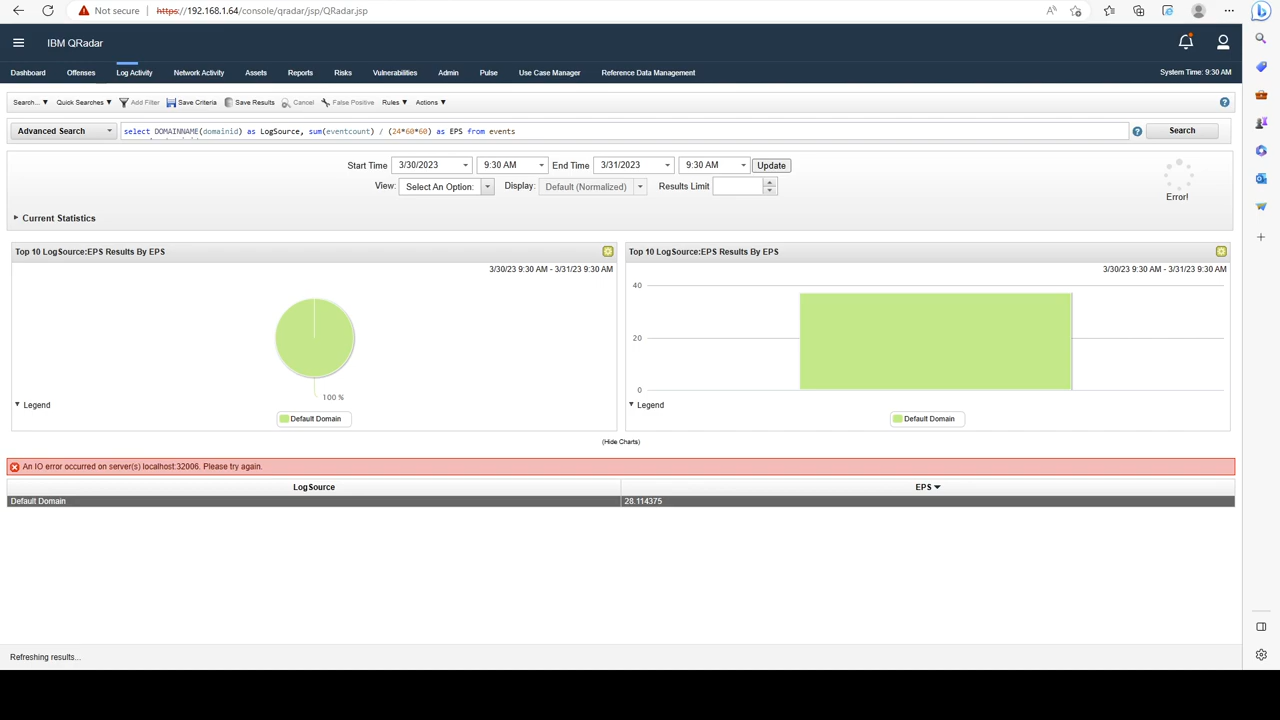 Not secure https://192.168.1.64/console/qradar/jsp/QRadar.jsp
IBM QRadar
Dashboard Offenses Log Activity Network Activity Assets Reports Risks Vulnerabilities Admin Pulse Use Case Manager Reference Data Management System Time: 9:30 AM
Search... Quick Searches Add Filter Save Criteria Save Results Cancel False Positive Rules Actions
Advanced Search select DOMAINNAME(domainid) as LogSource, sum(eventcount) / (24*60*60) as EPS from events Search
Start Time 3/30/2023 9:30 AM End Time 3/31/2023 9:30 AM Update
View: Select An Option: Display: Default (Normalized) Results Limit
Error!
Current Statistics
Top 10 LogSource:EPS Results By EPS
3/30/23 9:30 AM - 3/31/23 9:30 AM
100 %
Legend
Default Domain
Top 10 LogSource:EPS Results By EPS
3/30/23 9:30 AM - 3/31/23 9:30 AM
40
20
0
Legend
Default Domain
(Hide Charts)
An IO error occurred on server(s) localhost:32006. Please try again.
LogSource EPS
Default Domain 28.114375
Refreshing results...